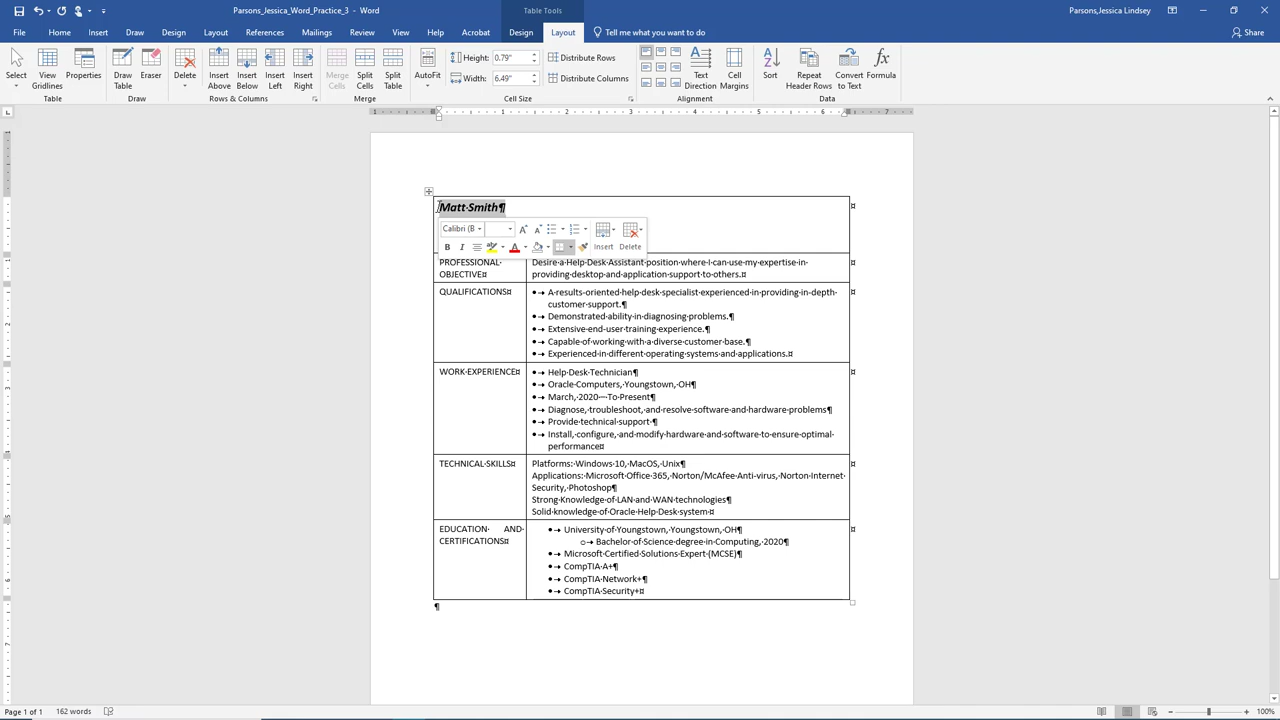 Parsons_Jessica_Word_Practice_3 - Word
Table Tools
Parsons, Jessica Lindsey
File Home Insert Draw Design Layout References Mailings Review View Help Acrobat Design Layout Tell me what you want to do Share
Select
View Gridlines
Properties
Table
Draw Table
Eraser
Draw
Delete
Insert Above
Insert Below
Insert Left
Insert Right
Rows & Columns
Merge Cells
Split Cells
Split Table
Merge
AutoFit
Height: 0.79"
Width: 6.49"
Distribute Rows
Distribute Columns
Cell Size
Text Direction
Cell Margins
Alignment
Sort
Repeat Header Rows
Convert to Text
Formula
Data
1 1 2 3 4 5 6 7
Matt·Smith¶
Calibri (B
B I A Insert Delete
PROFESSIONAL·
OBJECTIVE¤
Desire·a·Help·Desk·Assistant·position·where·I·can·use·my·expertise·in·
providing·desktop·and·application·support·to·others.¤
QUALIFICATIONS¤
•→ A·results-oriented·help·desk·specialist·experienced·in·providing·in-depth·
customer·support.¶
•→ Demonstrated·ability·in·diagnosing·problems.¶
•→ Extensive·end-user·training·experience.¶
•→ Capable·of·working·with·a·diverse·customer·base.¶
•→ Experienced·in·different·operating·systems·and·applications.¤
WORK·EXPERIENCE¤
•→ Help·Desk·Technician¶
•→ Oracle·Computers,·Youngstown,·OH¶
•→ March,·2020·–·To·Present¶
•→ Diagnose,·troubleshoot,·and·resolve·software·and·hardware·problems¶
•→ Provide·technical·support·¶
•→ Install,·configure,·and·modify·hardware·and·software·to·ensure·optimal·
performance¤
TECHNICAL·SKILLS¤
Platforms:·Windows·10,·MacOS,·Unix¶
Applications:·Microsoft·Office·365,·Norton/McAfee·Anti-virus,·Norton·Internet·
Security,·Photoshop¶
Strong·Knowledge·of·LAN·and·WAN·technologies¶
Solid·knowledge·of·Oracle·Help·Desk·system·¤
EDUCATION· AND·
CERTIFICATIONS¤
•→ University·of·Youngstown,·Youngstown,·OH¶
o→ Bachelor·of·Science·degree·in·Computing,·2020¶
•→ Microsoft·Certified·Solutions·Expert·(MCSE)¶
•→ CompTIA·A+¶
•→ CompTIA·Network+¶
•→ CompTIA·Security+¤
¶
Page 1 of 1 162 words 100%